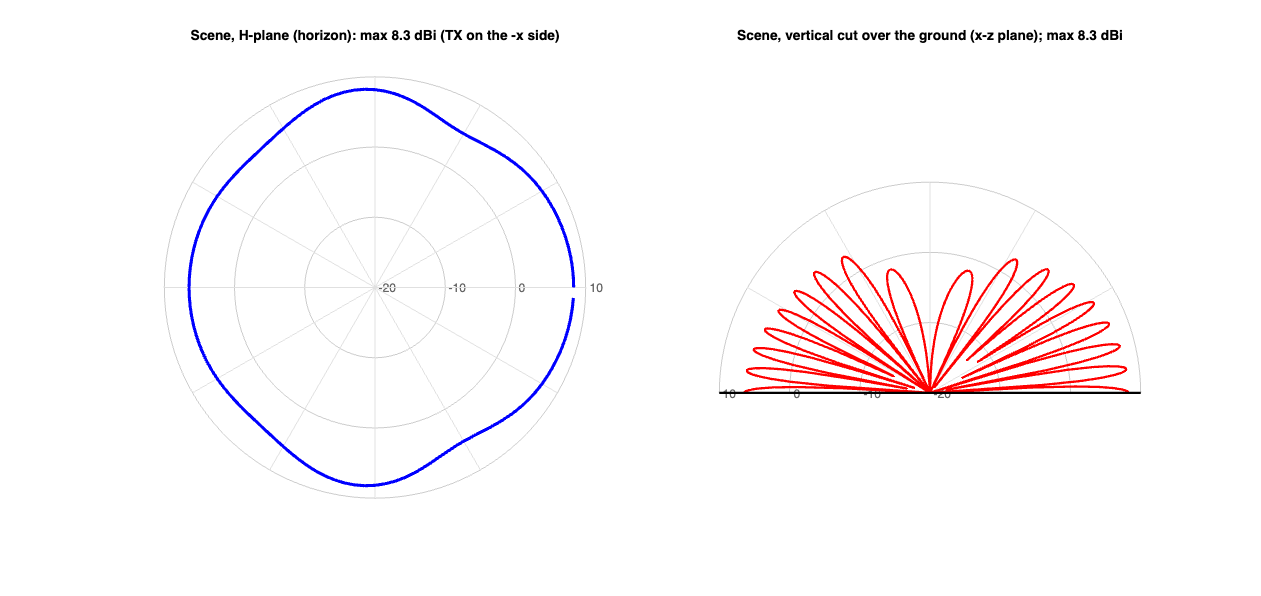 Scene, H-plane (horizon): max 8.3 dBi (TX on the -x side)
-20 -10 0 10
Scene, vertical cut over the ground (x-z plane); max 8.3 dBi
10 0 -10 -20